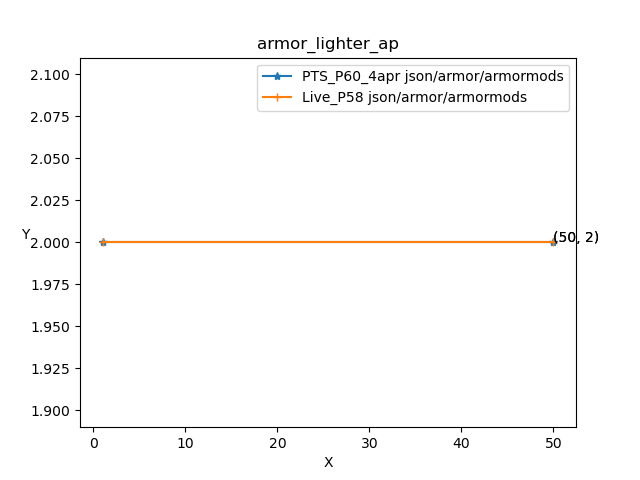 armor_lighter_ap
PTS_P60_4apr json/armor/armormods
Live_P58 json/armor/armormods
2.100
2.075
2.050
2.025
2.000
1.975
1.950
1.925
1.900
Y
(50, 2)
0 10 20 30 40 50
X